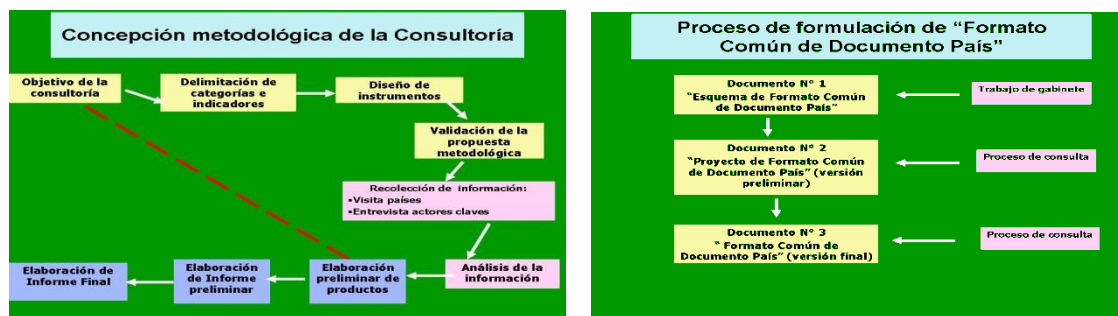 Concepción metodológica de la Consultoría
Objetivo de la
consultoría
Delimitación de
categorías e
indicadores
Diseño de
instrumentos
Validación de la
propuesta
metodológica
Recolección de información:
•Visita países
•Entrevista actores claves
Análisis de la
información
Elaboración
preliminar de
productos
Elaboración
de Informe
preliminar
Elaboración de
Informe Final
Proceso de formulación de “Formato
Común de Documento País”
Documento N° 1
“Esquema de Formato Común
de Documento País”
Trabajo de gabinete
Documento N° 2
“Proyecto de Formato Común
de Documento País” (versión
preliminar)
Proceso de consulta
Documento N° 3
“ Formato Común de
Documento País” (versión final)
Proceso de consulta